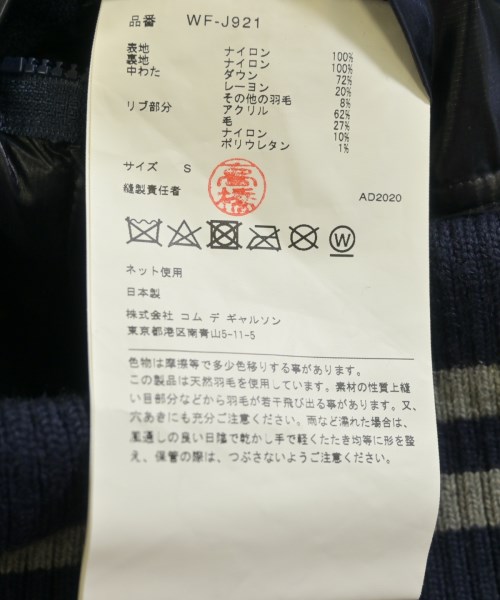 品番 WF-J921
表地 ナイロン 100%
裏地 ナイロン 100%
中わた ダウン 72%
レーヨン 20%
その他の羽毛 8%
リブ部分 アクリル 62%
毛 27%
ナイロン 10%
ポリウレタン 1%
サイズ S
縫製責任者 高橋 AD2020
W
ネット使用
日本製
株式会社 コム デ ギャルソン
東京都港区南青山5-11-5
色物は摩擦等で多少色移りする事があります。
この製品は天然羽毛を使用しています。素材の性質上縫
い目部分などから羽毛が若干飛び出る事があります。又、
穴あきにも充分ご注意ください。雨など濡れた場合は、
風通しの良い日陰で乾かし手で軽くたたき均等に形を整
え、保管の際は、つぶさないようご注意ください。